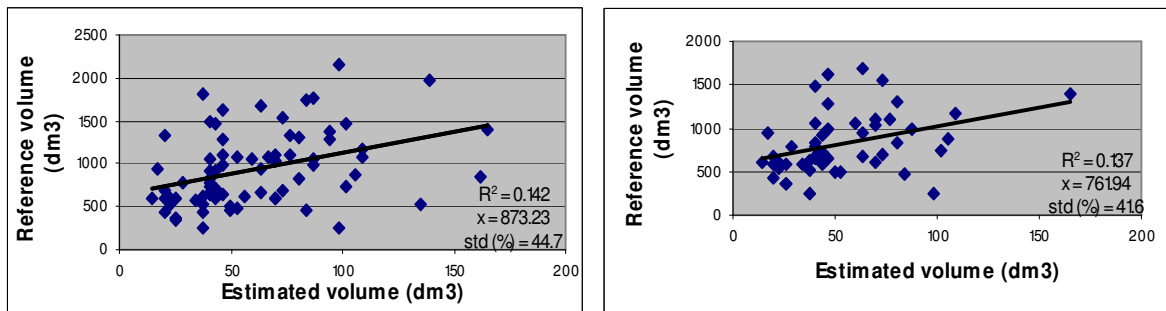 2500
2000
1500
1000
500
0
0 50 100 150 200
Reference volume
(dm3)
Estimated volume (dm3)
R² = 0.142
x = 873.23
std (%) = 44.7
2000
1500
1000
500
0
0 50 100 150 200
Reference volume
(dm3)
Estimated volume (dm3)
R² = 0.137
x = 761.94
std (%) = 41.6